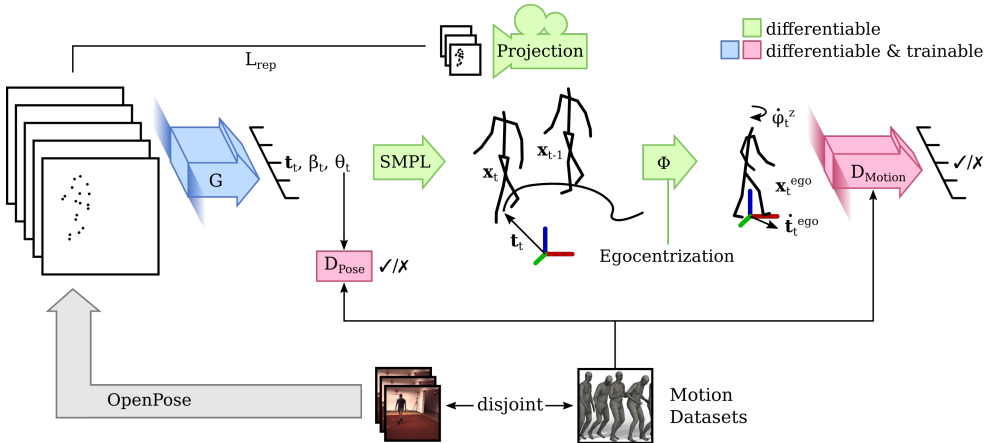 differentiable
differentiable & trainable
Projection
L_rep
G
t_t, β_t, θ_t
SMPL
x_t
x_t-1
t_t
Φ
Egocentrization
φ̇_t^z
x_t^ego
ṫ_t^ego
D_Motion
✓/✗
D_Pose ✓/✗
OpenPose
disjoint
Motion
Datasets